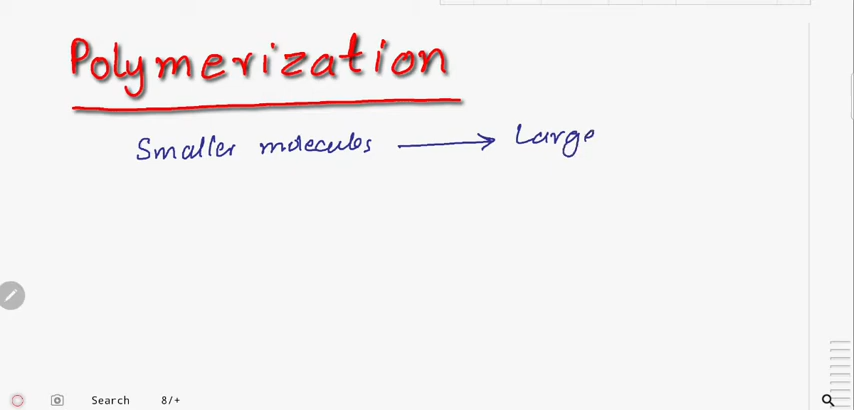 Polymerization
Smaller molecules → Large
Search 8/+